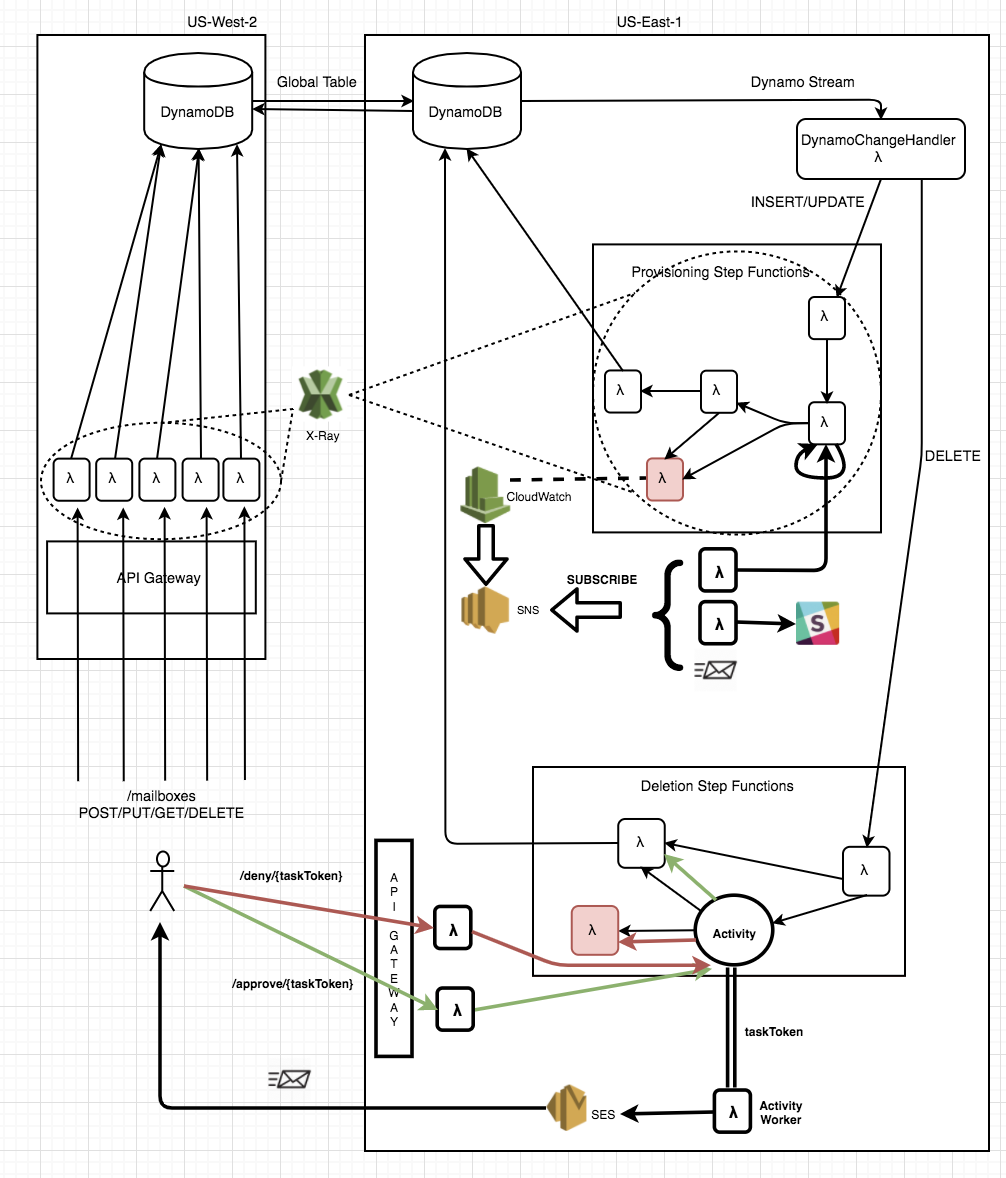 US-West-2
US-East-1
Global Table
Dynamo Stream
DynamoDB
DynamoDB
DynamoChangeHandler
λ
INSERT/UPDATE
Provisioning Step Functions
λ
λ
λ
λ
X-Ray
DELETE
λ
λ
λ
λ
λ
λ
CloudWatch
API Gateway
SUBSCRIBE
λ
SNS
λ
S
/mailboxes
POST/PUT/GET/DELETE
Deletion Step Functions
λ
λ
/deny/{taskToken}
API GATEWAY
λ
λ
Activity
/approve/{taskToken}
λ
taskToken
SES
λ
Activity
Worker